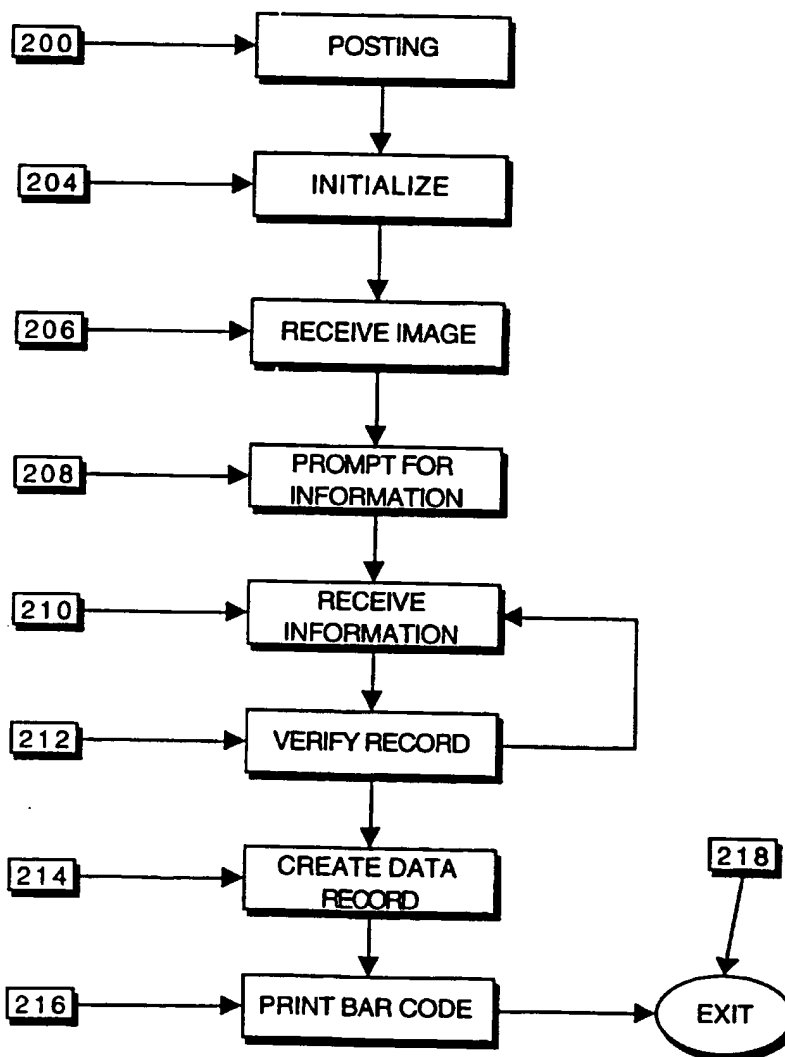 200
POSTING
204
INITIALIZE
206
RECEIVE IMAGE
208
PROMPT FOR
INFORMATION
210
RECEIVE
INFORMATION
212
VERIFY RECORD
214
CREATE DATA
RECORD
218
216
PRINT BAR CODE
EXIT